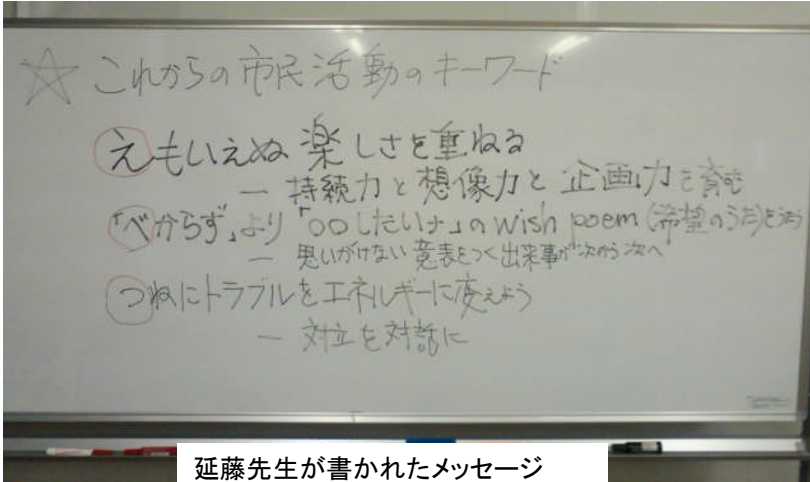 ☆ これからの市民活動のキーワード
えもいえぬ楽しさを重ねる
― 持続力と想像力と企画力を育む
「べからず」より「○○したいナ」のwish poem (希望のうた)をうたう
― 思いがけない意表をつく出来事が次から次へ
つねにトラブルをエネルギーに変えよう
― 対立を対話に
延藤先生が書かれたメッセージ